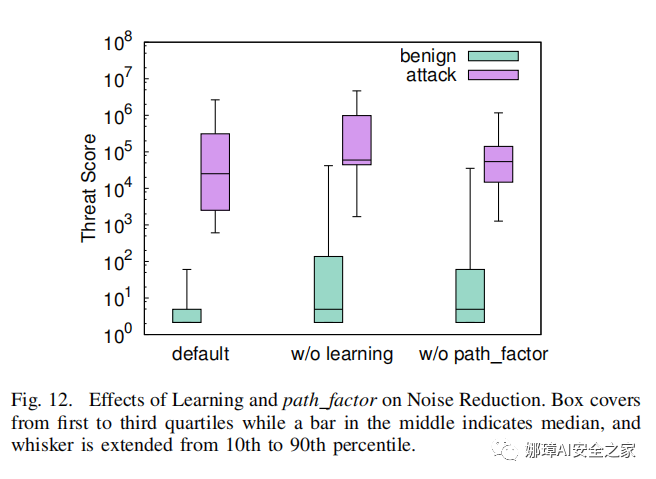 10^8
benign
10^7
attack
10^6
10^5
Threat Score
10^4
10^3
10^2
10^1
10^0
default w/o learning w/o path_factor
Fig. 12. Effects of Learning and path_factor on Noise Reduction. Box covers
from first to third quartiles while a bar in the middle indicates median, and
whisker is extended from 10th to 90th percentile.
娜璋AI安全之家